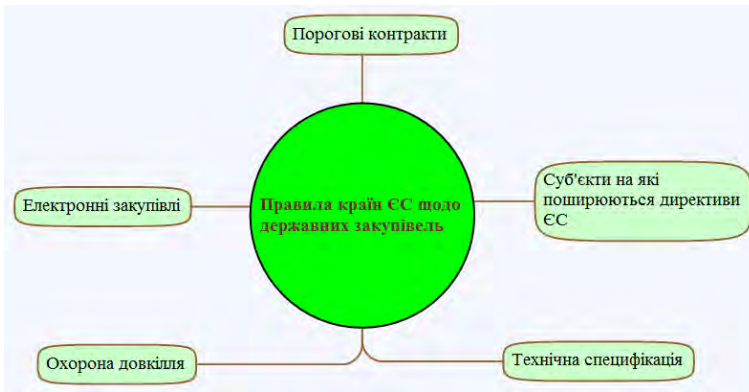 Порогові контракти
Електронні закупівлі
Правила країн ЄС щодо
державних закупівель
Суб'єкти на які
поширюються директиви
ЄС
Охорона довкілля
Технічна специфікація